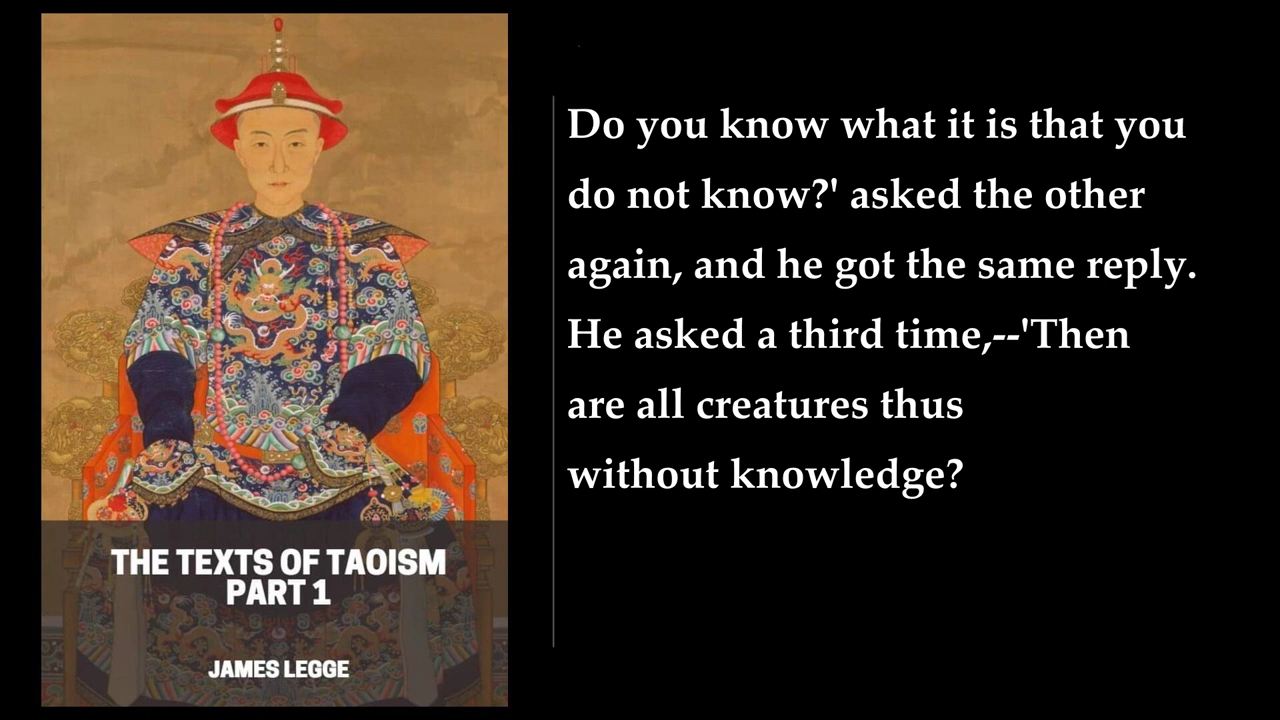 Do you know what it is that you
do not know?' asked the other
again, and he got the same reply.
He asked a third time,--'Then
are all creatures thus
without knowledge?
THE TEXTS OF TAOISM
PART 1
JAMES LEGGE